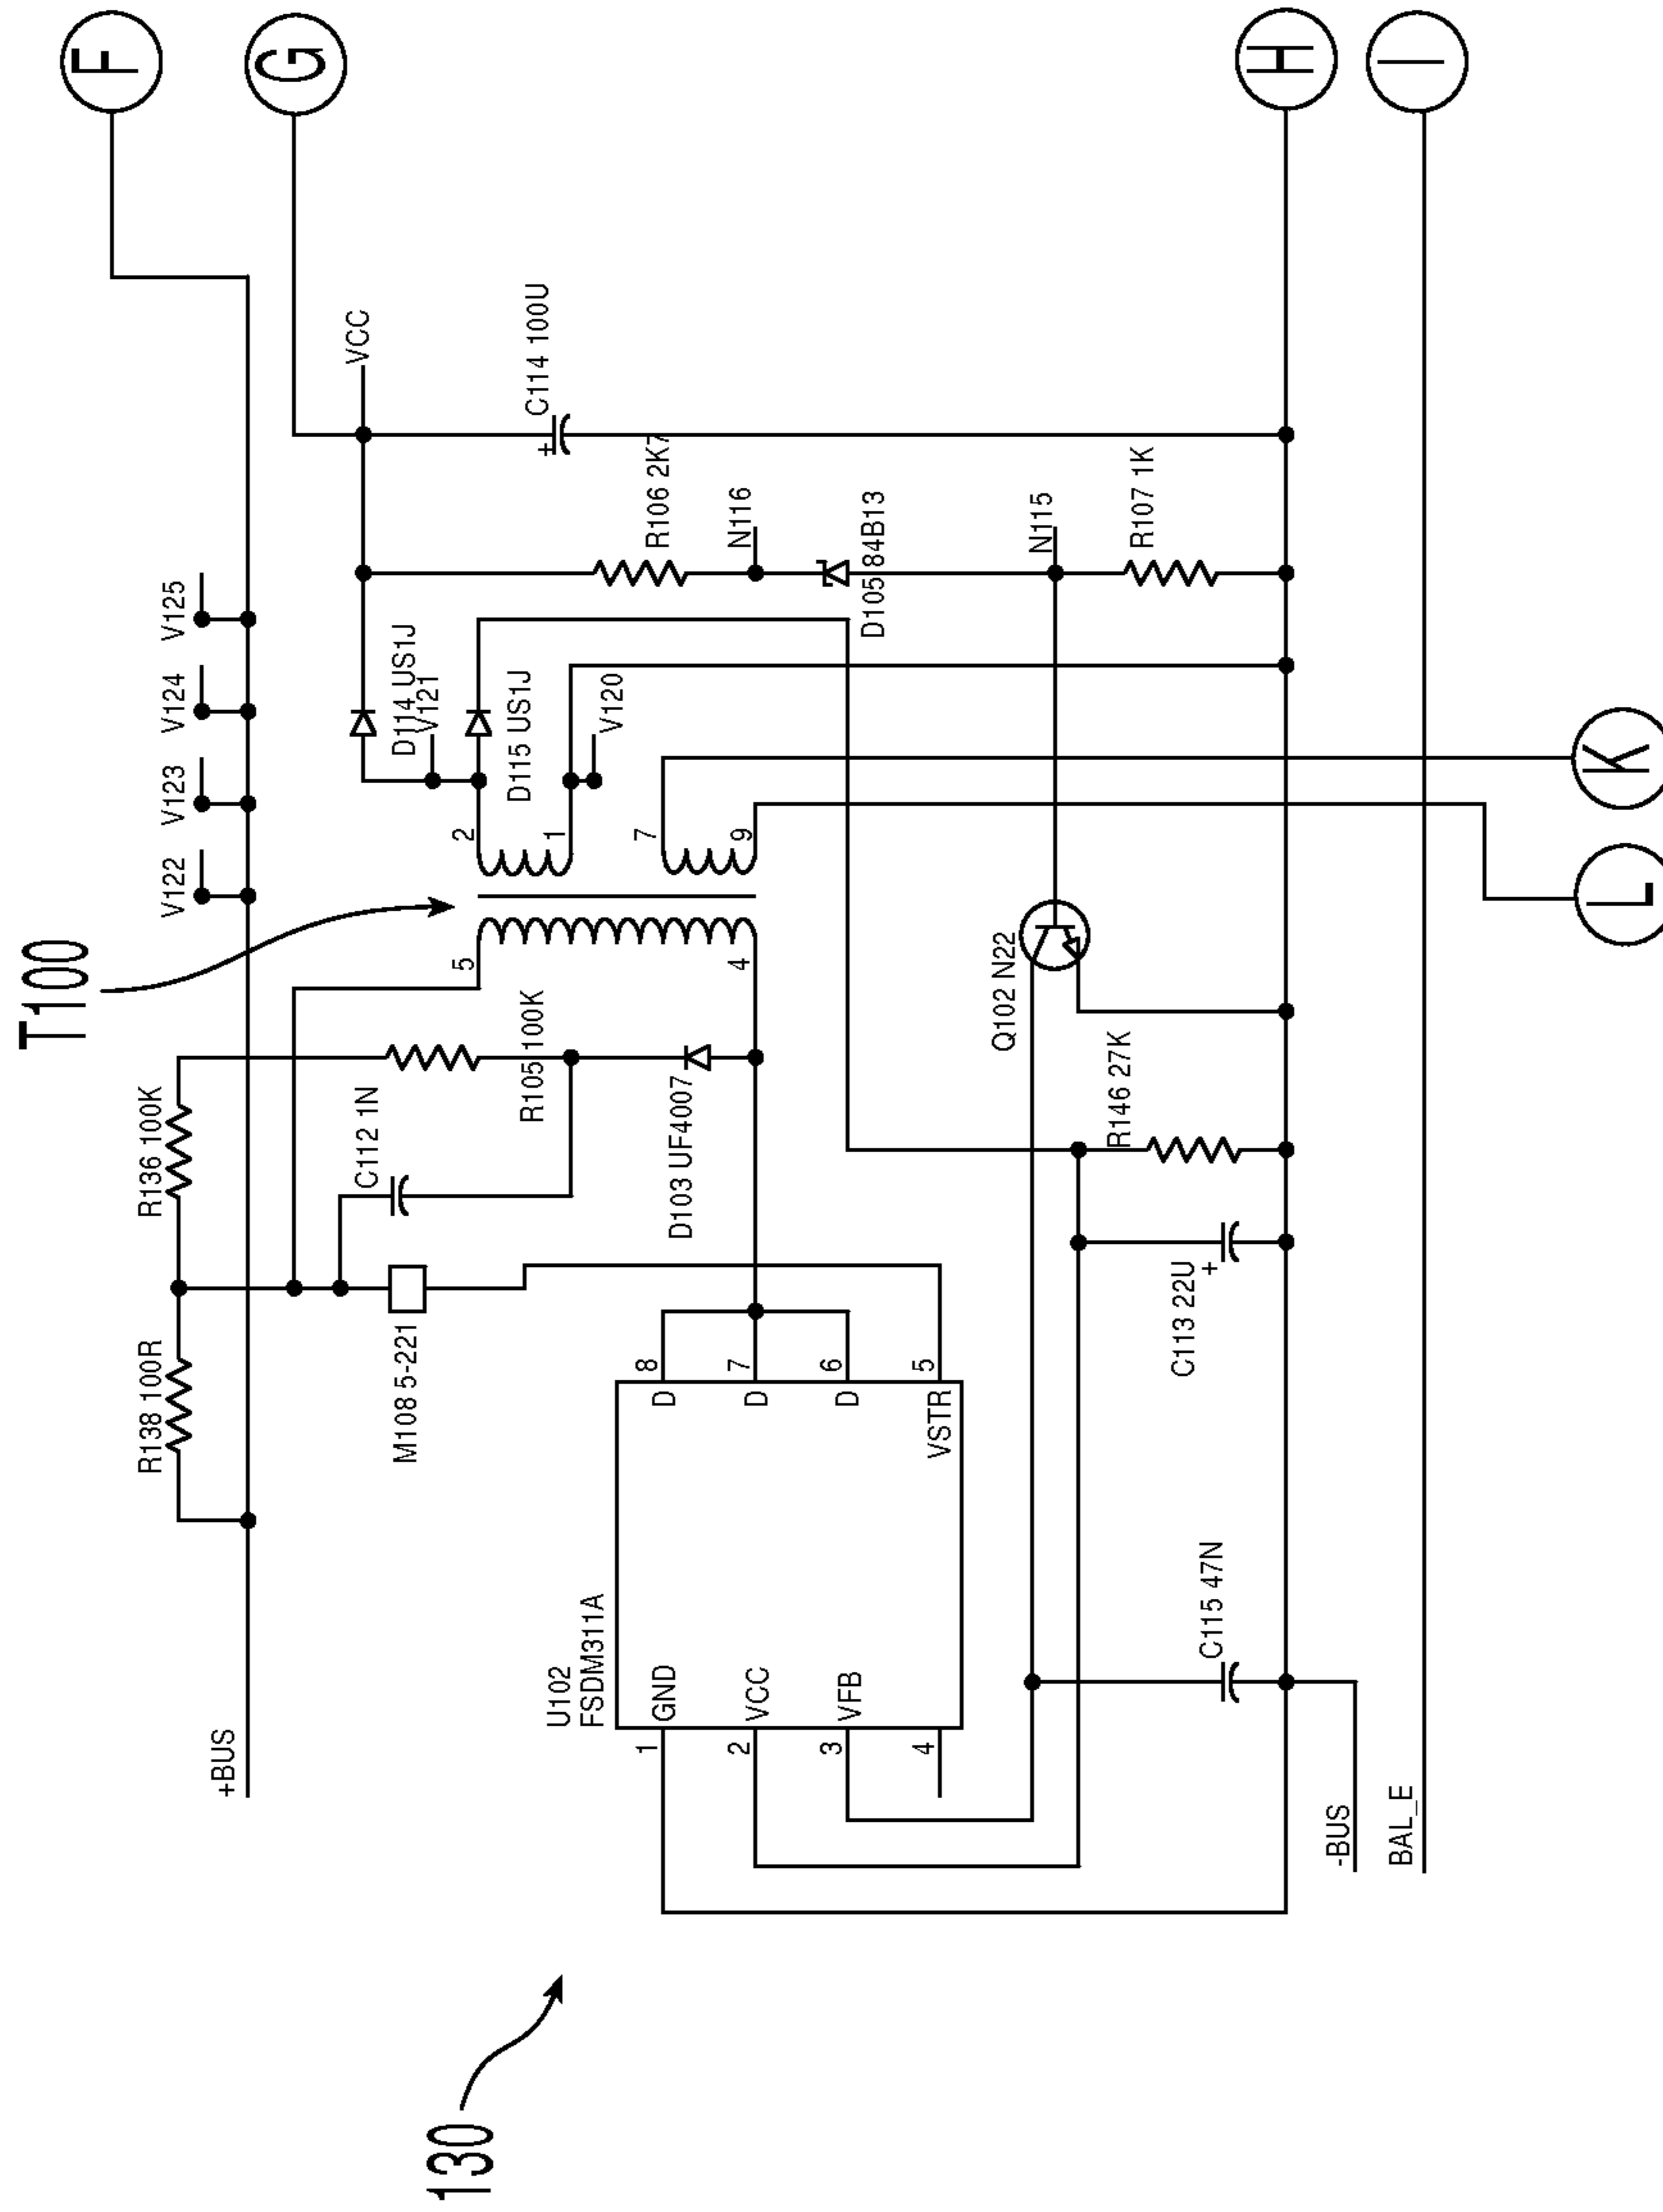 130
T100
F
G
H
I
K
L
+BUS
R138 100R
R136 100K
V122
V123
V124
V125
M108 5-221
C112 1N
R105 100K
D103 UF4007
5
4
2
1
7
9
D114 US1J
V121
D115 US1J
V120
VCC
C114 100U
+
R106 2K7
N116
D105 84B13
N115
R107 1K
U102
FSDM311A
1
GND
2
VCC
3
VFB
4
8
D
7
D
6
D
5
VSTR
Q102 N22
R146 27K
C113 22U
+
C115 47N
-BUS
BAL_E